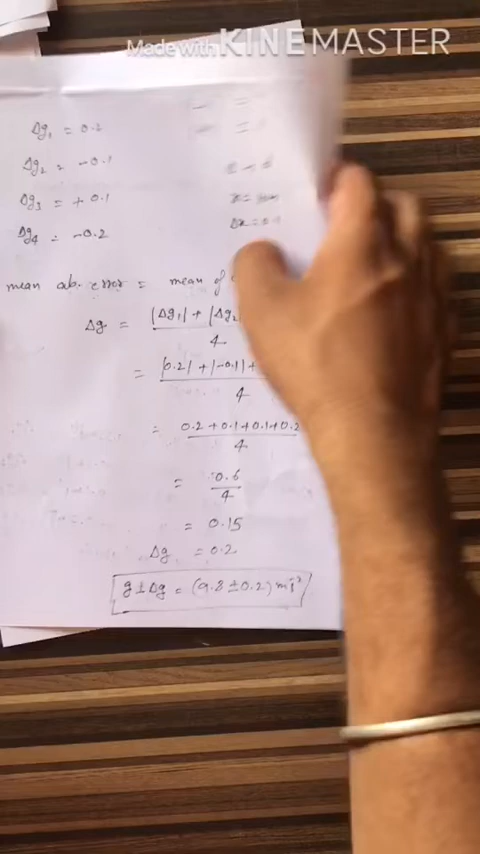 Made with KINEMASTER
Δg₁ = 0.2
Δg₂ = -0.1
Δg₃ = +0.1
Δg₄ = -0.2
mean ab. error = mean of
Δg = |Δg₁| + |Δg₂
4
= |0.2| + |-0.1| +
4
= 0.2 + 0.1 + 0.1 + 0.2
4
= 0.6
4
= 0.15
Δg = 0.2
g ± Δg = (9.8 ± 0.2) ms⁻²